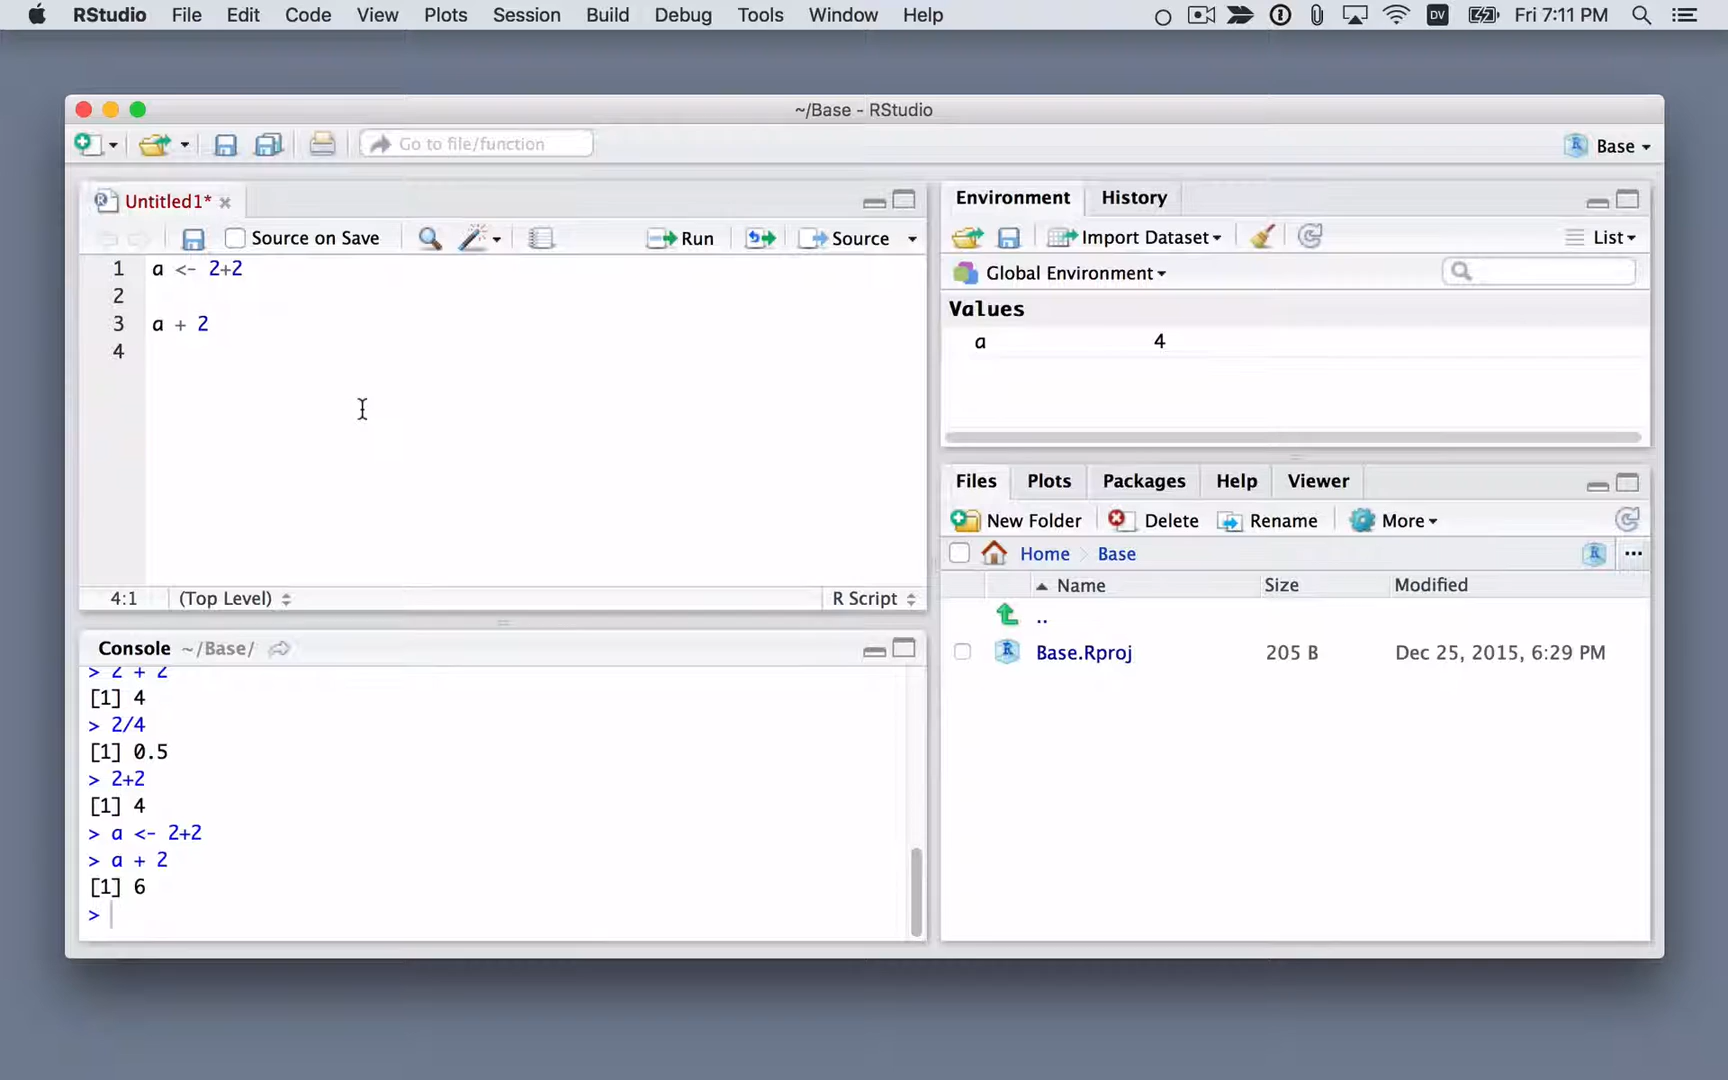 RStudio File Edit Code View Plots Session Build Debug Tools Window Help DV Fri 7:11 PM
~/Base - RStudio
Go to file/function
Base
Untitled1*
Source on Save
Run
Source
1 a <- 2+2
2
3 a + 2
4
4:1 (Top Level) R Script
Console ~/Base/
> 2 + 2
[1] 4
> 2/4
[1] 0.5
> 2+2
[1] 4
> a <- 2+2
> a + 2
[1] 6
>
Environment History
Import Dataset List
Global Environment
Values
a 4
Files Plots Packages Help Viewer
New Folder Delete Rename More
Home Base R ...
Name Size Modified
..
Base.Rproj 205 B Dec 25, 2015, 6:29 PM